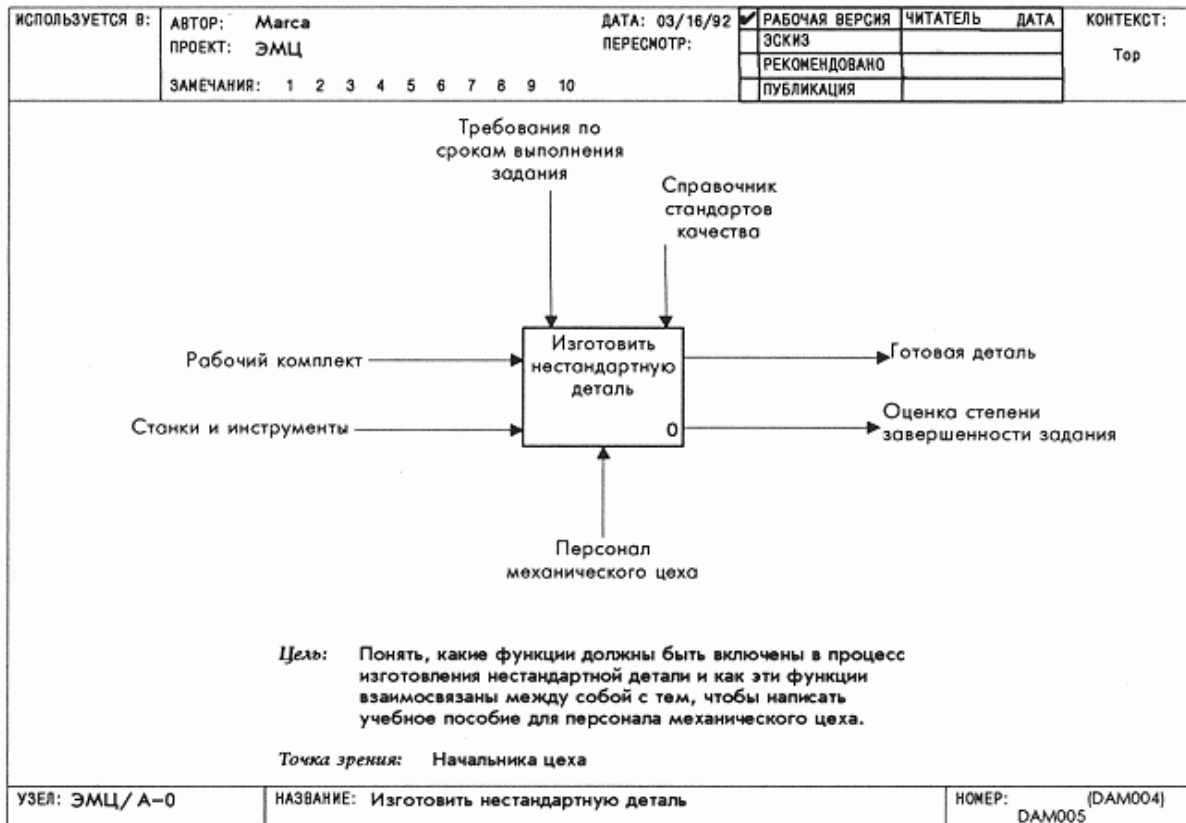 ИСПОЛЬЗУЕТСЯ В:
АВТОР: Marca
ДАТА: 03/16/92
ПРОЕКТ: ЭМЦ
ПЕРЕСМОТР:
ЗАМЕЧАНИЯ: 1 2 3 4 5 6 7 8 9 10
✔ РАБОЧАЯ ВЕРСИЯ
ЭСКИЗ
РЕКОМЕНДОВАНО
ПУБЛИКАЦИЯ
ЧИТАТЕЛЬ ДАТА
КОНТЕКСТ:
Top
Требования по
срокам выполнения
задания
Справочник
стандартов
качества
Рабочий комплект
Станки и инструменты
Изготовить
нестандартную
деталь
0
Готовая деталь
Оценка степени
завершенности задания
Персонал
механического цеха
Цель: Понять, какие функции должны быть включены в процесс
изготовления нестандартной детали и как эти функции
взаимосвязаны между собой с тем, чтобы написать
учебное пособие для персонала механического цеха.
Точка зрения: Начальника цеха
УЗЕЛ: ЭМЦ/А-0
НАЗВАНИЕ: Изготовить нестандартную деталь
НОМЕР: (DAM004)
DAM005